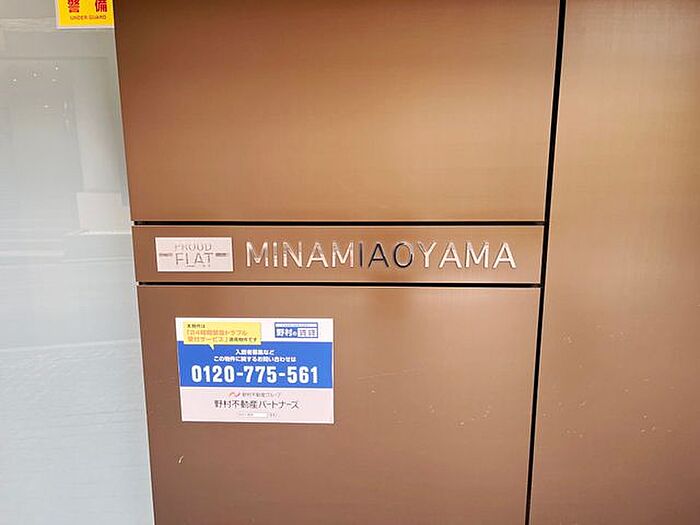 警備
UNDER GUARD
PROUD
FLAT
MINAMIAOYAMA
本物件は
「24時間緊急トラブル
受付サービス」適用物件です
野村の賃貸
入居者募集など
この物件に関するお問い合わせは
0120-775-561
野村不動産グループ
野村不動産パートナーズ